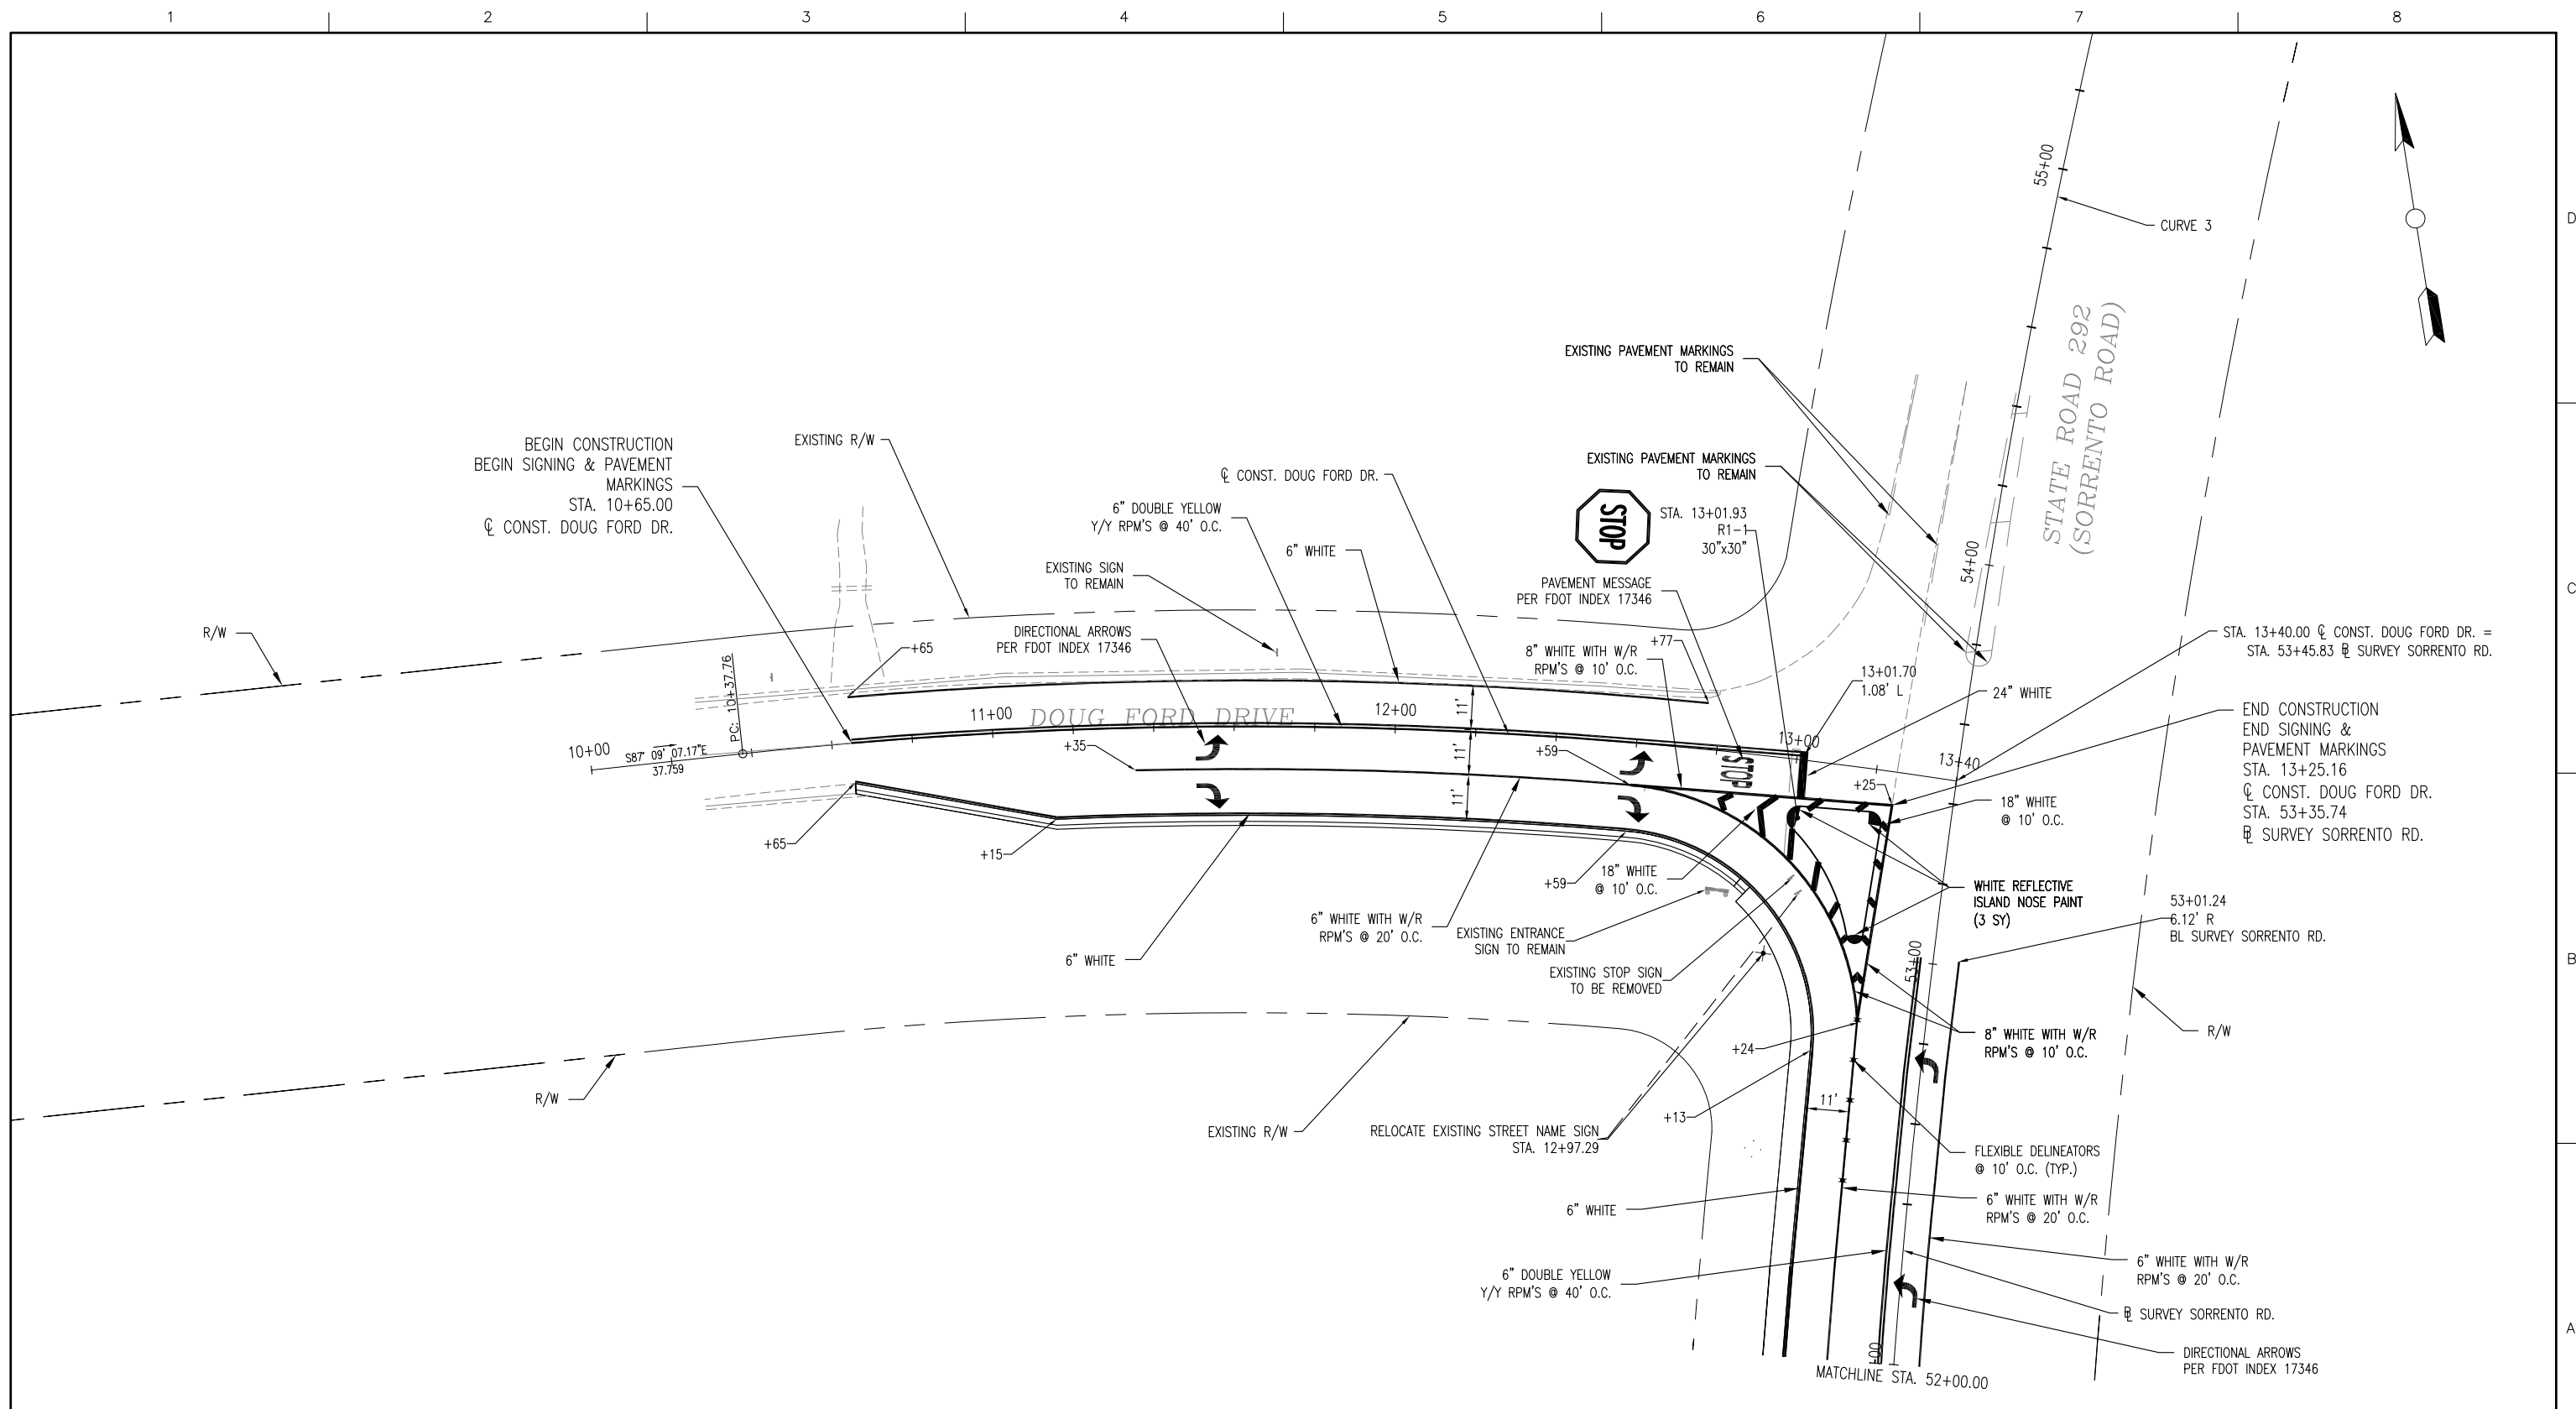 1
2
3
4
5
6
7
8
D
C
B
A
BEGIN CONSTRUCTION
BEGIN SIGNING & PAVEMENT
MARKINGS
STA. 10+65.00
℄ CONST. DOUG FORD DR.
EXISTING R/W
℄ CONST. DOUG FORD DR.
6" DOUBLE YELLOW
Y/Y RPM'S @ 40' O.C.
6" WHITE
EXISTING SIGN
TO REMAIN
DIRECTIONAL ARROWS
PER FDOT INDEX 17346
R/W
+65
PC: 10+37.76
10+00
S87° 09' 07.17"E
37.759
11+00
DOUG FORD DRIVE
12+00
13+00
13+40
11'
11'
11'
+35
+59
+77
+25
+65
+15
+59
EXISTING PAVEMENT MARKINGS
TO REMAIN
EXISTING PAVEMENT MARKINGS
TO REMAIN
STOP
STA. 13+01.93
R1-1
30"x30"
PAVEMENT MESSAGE
PER FDOT INDEX 17346
8" WHITE WITH W/R
RPM'S @ 10' O.C.
STOP
13+01.70
1.08' L
24" WHITE
55+00
CURVE 3
STATE ROAD 292
(SORRENTO ROAD)
54+00
STA. 13+40.00 ℄ CONST. DOUG FORD DR. =
STA. 53+45.83 BL SURVEY SORRENTO RD.
END CONSTRUCTION
END SIGNING &
PAVEMENT MARKINGS
STA. 13+25.16
℄ CONST. DOUG FORD DR.
STA. 53+35.74
BL SURVEY SORRENTO RD.
18" WHITE
@ 10' O.C.
WHITE REFLECTIVE
ISLAND NOSE PAINT
(3 SY)
53+01.24
6.12' R
BL SURVEY SORRENTO RD.
53+00
18" WHITE
@ 10' O.C.
6" WHITE WITH W/R
RPM'S @ 20' O.C.
6" WHITE
EXISTING ENTRANCE
SIGN TO REMAIN
EXISTING STOP SIGN
TO BE REMOVED
8" WHITE WITH W/R
RPM'S @ 10' O.C.
R/W
+24
+13
11'
R/W
EXISTING R/W
RELOCATE EXISTING STREET NAME SIGN
STA. 12+97.29
FLEXIBLE DELINEATORS
@ 10' O.C. (TYP.)
6" WHITE
6" WHITE WITH W/R
RPM'S @ 20' O.C.
6" DOUBLE YELLOW
Y/Y RPM'S @ 40' O.C.
6" WHITE WITH W/R
RPM'S @ 20' O.C.
BL SURVEY SORRENTO RD.
DIRECTIONAL ARROWS
PER FDOT INDEX 17346
MATCHLINE STA. 52+00.00